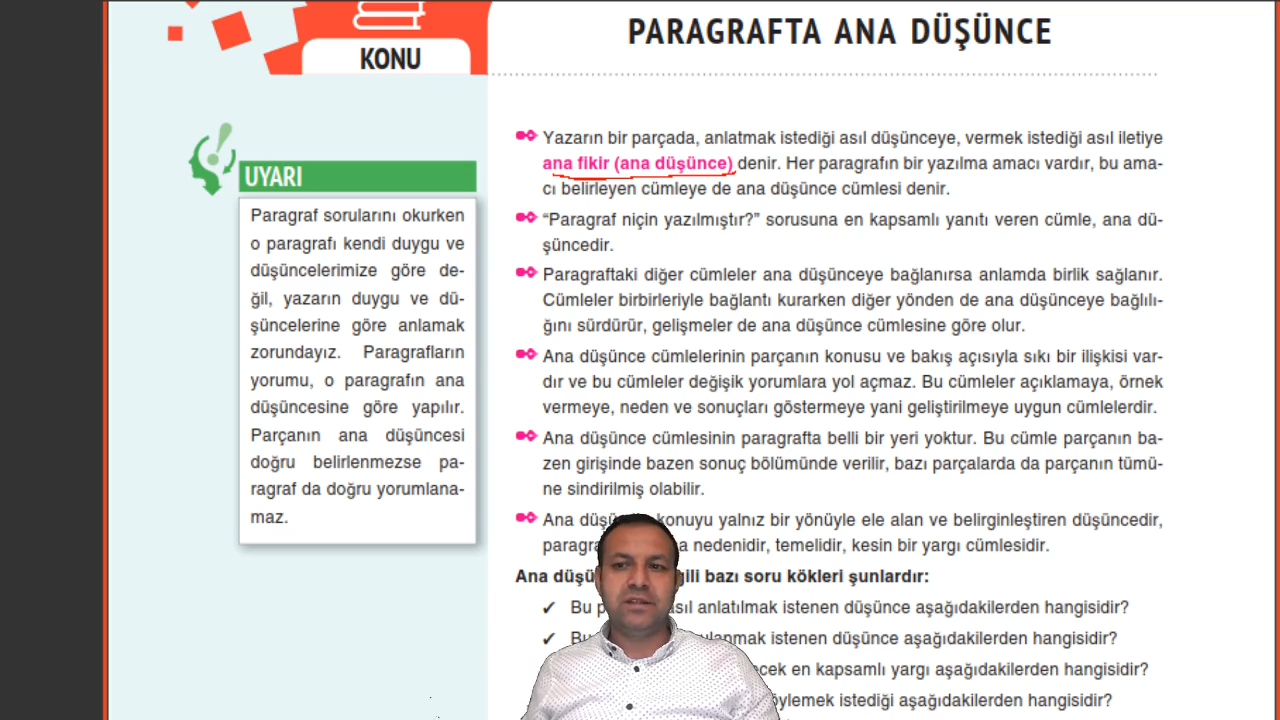 KONU
PARAGRAFTA ANA DÜŞÜNCE
UYARI
Paragraf sorularını okurken
o paragrafı kendi duygu ve
düşüncelerimize göre de-
ğil, yazarın duygu ve dü-
şüncelerine göre anlamak
zorundayız. Paragrafların
yorumu, o paragrafın ana
düşüncesine göre yapılır.
Parçanın ana düşüncesi
doğru belirlenmezse pa-
ragraf da doğru yorumlana-
maz.
Yazarın bir parçada, anlatmak istediği asıl düşünceye, vermek istediği asıl iletiye
ana fikir (ana düşünce) denir. Her paragrafın bir yazılma amacı vardır, bu ama-
cı belirleyen cümleye de ana düşünce cümlesi denir.
“Paragraf niçin yazılmıştır?” sorusuna en kapsamlı yanıtı veren cümle, ana dü-
şüncedir.
Paragraftaki diğer cümleler ana düşünceye bağlanırsa anlamda birlik sağlanır.
Cümleler birbirleriyle bağlantı kurarken diğer yönden de ana düşünceye bağlılı-
ğını sürdürür, gelişmeler de ana düşünce cümlesine göre olur.
Ana düşünce cümlelerinin parçanın konusu ve bakış açısıyla sıkı bir ilişkisi var-
dır ve bu cümleler değişik yorumlara yol açmaz. Bu cümleler açıklamaya, örnek
vermeye, neden ve sonuçları göstermeye yani geliştirilmeye uygun cümlelerdir.
Ana düşünce cümlesinin paragrafta belli bir yeri yoktur. Bu cümle parçanın ba-
zen girişinde bazen sonuç bölümünde verilir, bazı parçalarda da parçanın tümü-
ne sindirilmiş olabilir.
Ana konuyu yalnız bir yönüyle ele alan ve belirginleştiren düşüncedir,
nedenidir, temelidir, kesin bir yargı cümlesidir.
Ana bazı soru kökleri şunlardır:
✓ Bu asıl anlatılmak istenen düşünce aşağıdakilerden hangisidir?
✓ Bu düşünce aşağıdakilerden hangisidir?
en kapsamlı yargı aşağıdakilerden hangisidir?
istediği aşağıdakilerden hangisidir?